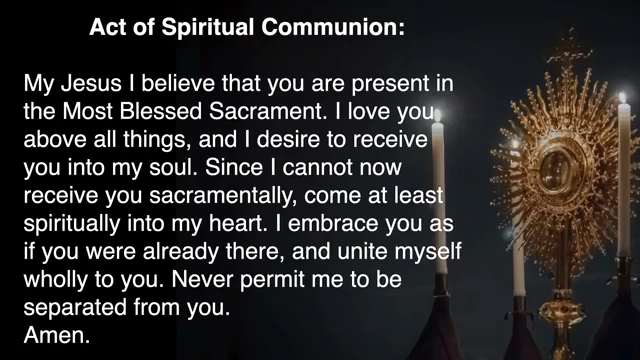 Act of Spiritual Communion:
My Jesus I believe that you are present in
the Most Blessed Sacrament. I love you
above all things, and I desire to receive
you into my soul. Since I cannot now
receive you sacramentally, come at least
spiritually into my heart. I embrace you as
if you were already there, and unite myself
wholly to you. Never permit me to be
separated from you.
Amen.